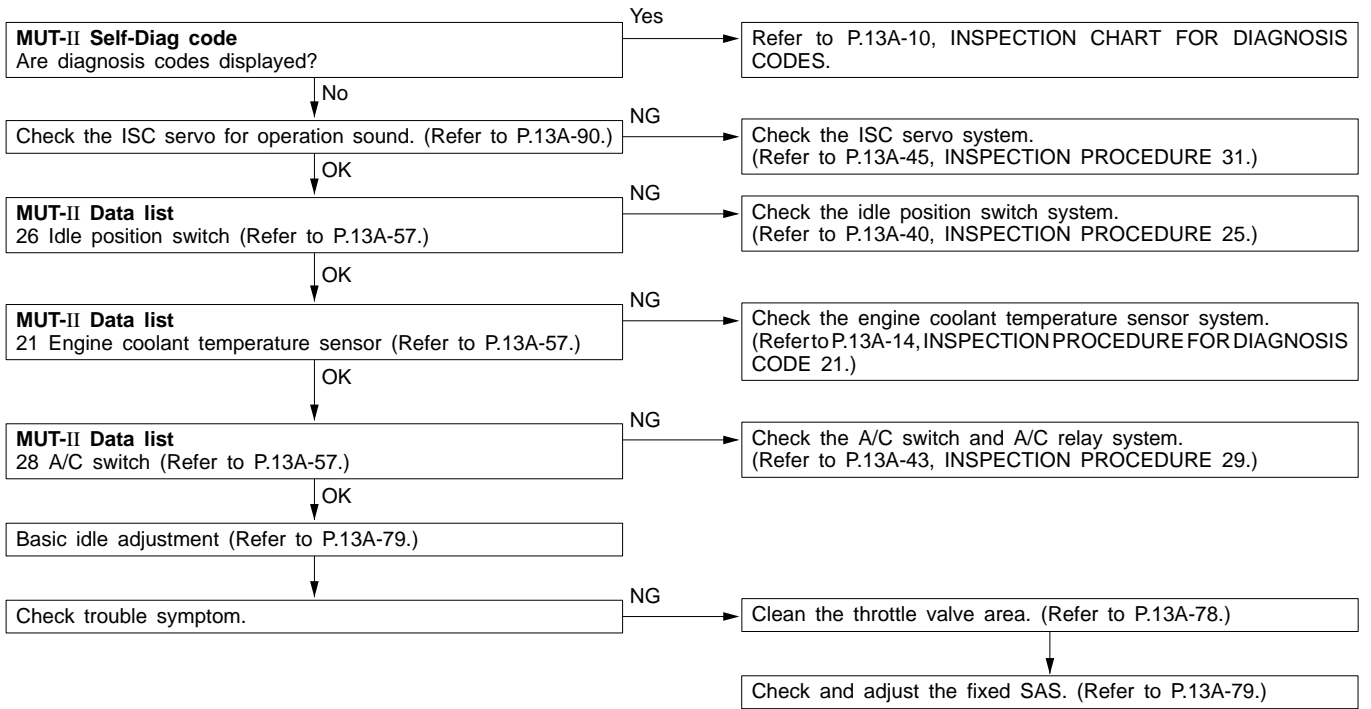 Yes
MUT-II Self-Diag code
Are diagnosis codes displayed?
Refer to P.13A-10, INSPECTION CHART FOR DIAGNOSIS
CODES.
No
Check the ISC servo for operation sound. (Refer to P.13A-90.)
NG
Check the ISC servo system.
(Refer to P.13A-45, INSPECTION PROCEDURE 31.)
OK
MUT-II Data list
26 Idle position switch (Refer to P.13A-57.)
NG
Check the idle position switch system.
(Refer to P.13A-40, INSPECTION PROCEDURE 25.)
OK
MUT-II Data list
21 Engine coolant temperature sensor (Refer to P.13A-57.)
NG
Check the engine coolant temperature sensor system.
(Refer to P.13A-14, INSPECTION PROCEDURE FOR DIAGNOSIS
CODE 21.)
OK
MUT-II Data list
28 A/C switch (Refer to P.13A-57.)
NG
Check the A/C switch and A/C relay system.
(Refer to P.13A-43, INSPECTION PROCEDURE 29.)
OK
Basic idle adjustment (Refer to P.13A-79.)
Check trouble symptom.
NG
Clean the throttle valve area. (Refer to P.13A-78.)
Check and adjust the fixed SAS. (Refer to P.13A-79.)